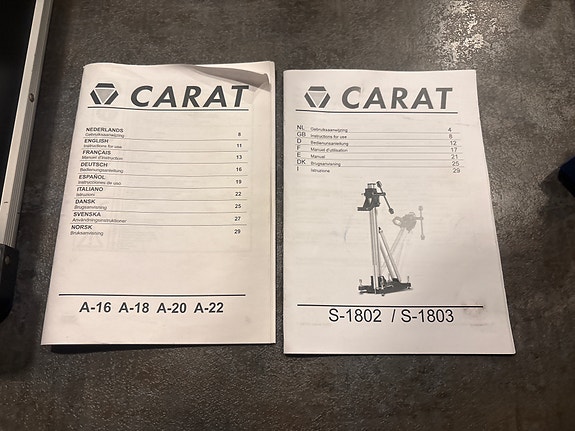 CARAT
NEDERLANDS
Gebruiksaanwijzing 8
ENGLISH
Instructions for use 11
FRANÇAIS
Manuel d'instruction 13
DEUTSCH
Bedienungsanleitung 16
ESPAÑOL
Instrucciones de uso 19
ITALIANO
Istruzioni 22
DANSK
Brugsanvisning 25
SVENSKA
Användningsinstruktioner 27
NORSK
Bruksanvisning 29
A-16 A-18 A-20 A-22
CARAT
NL Gebruiksaanwijzing 4
GB Instructions for use 8
D Bedienungsanleitung 12
F Manuel d'utilisation 17
E Manual 21
DK Brugsanvisning 25
I Istruzione 29
S-1802 / S-1803